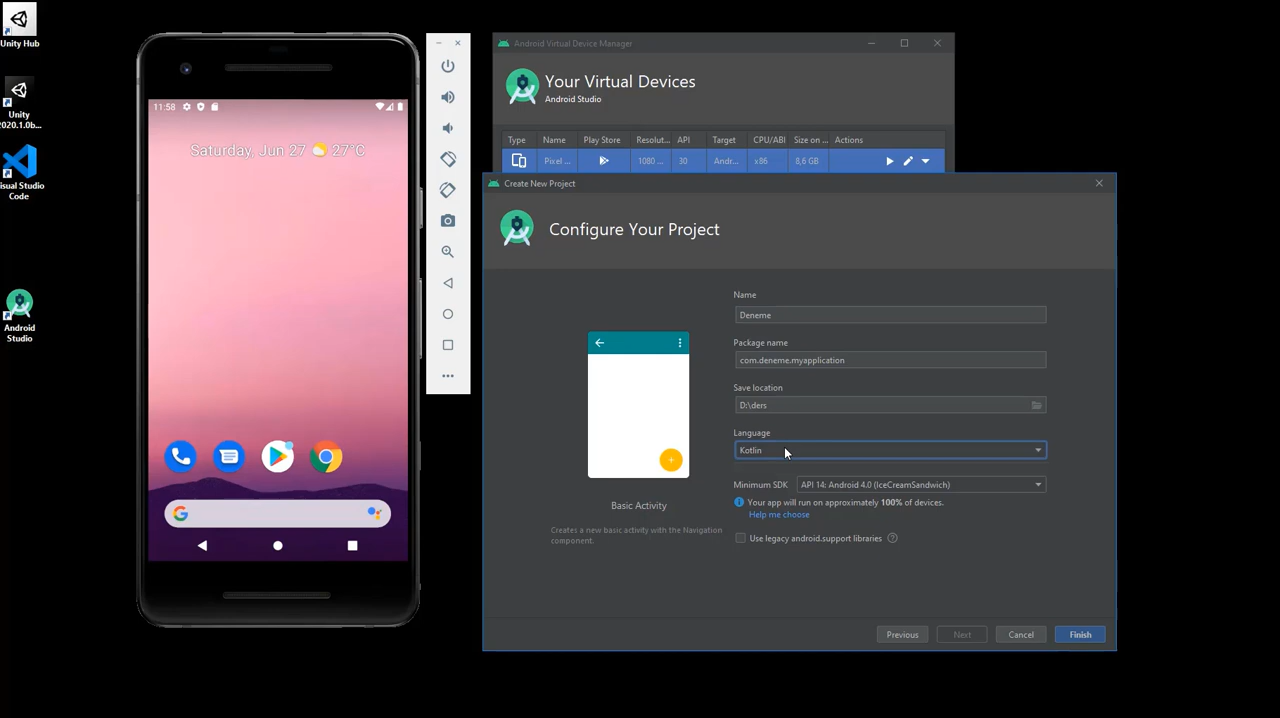 Unity Hub
Unity
2020.1.0b...
isual Studio
Code
Android
Studio
11:58
Saturday, Jun 27 27°C
G
Android Virtual Device Manager
Your Virtual Devices
Android Studio
Type Name Play Store Resolut... API Target CPU/ABI Size on ... Actions
Pixel ... 1080 ... 30 Andr... x86 8,6 GB
Create New Project
Configure Your Project
Name
Deneme
Package name
com.deneme.myapplication
Save location
D:\ders
Language
Kotlin
Minimum SDK API 14: Android 4.0 (IceCreamSandwich)
Your app will run on approximately 100% of devices.
Help me choose
Use legacy android.support libraries ?
Basic Activity
Creates a new basic activity with the Navigation
component.
Previous Next Cancel Finish